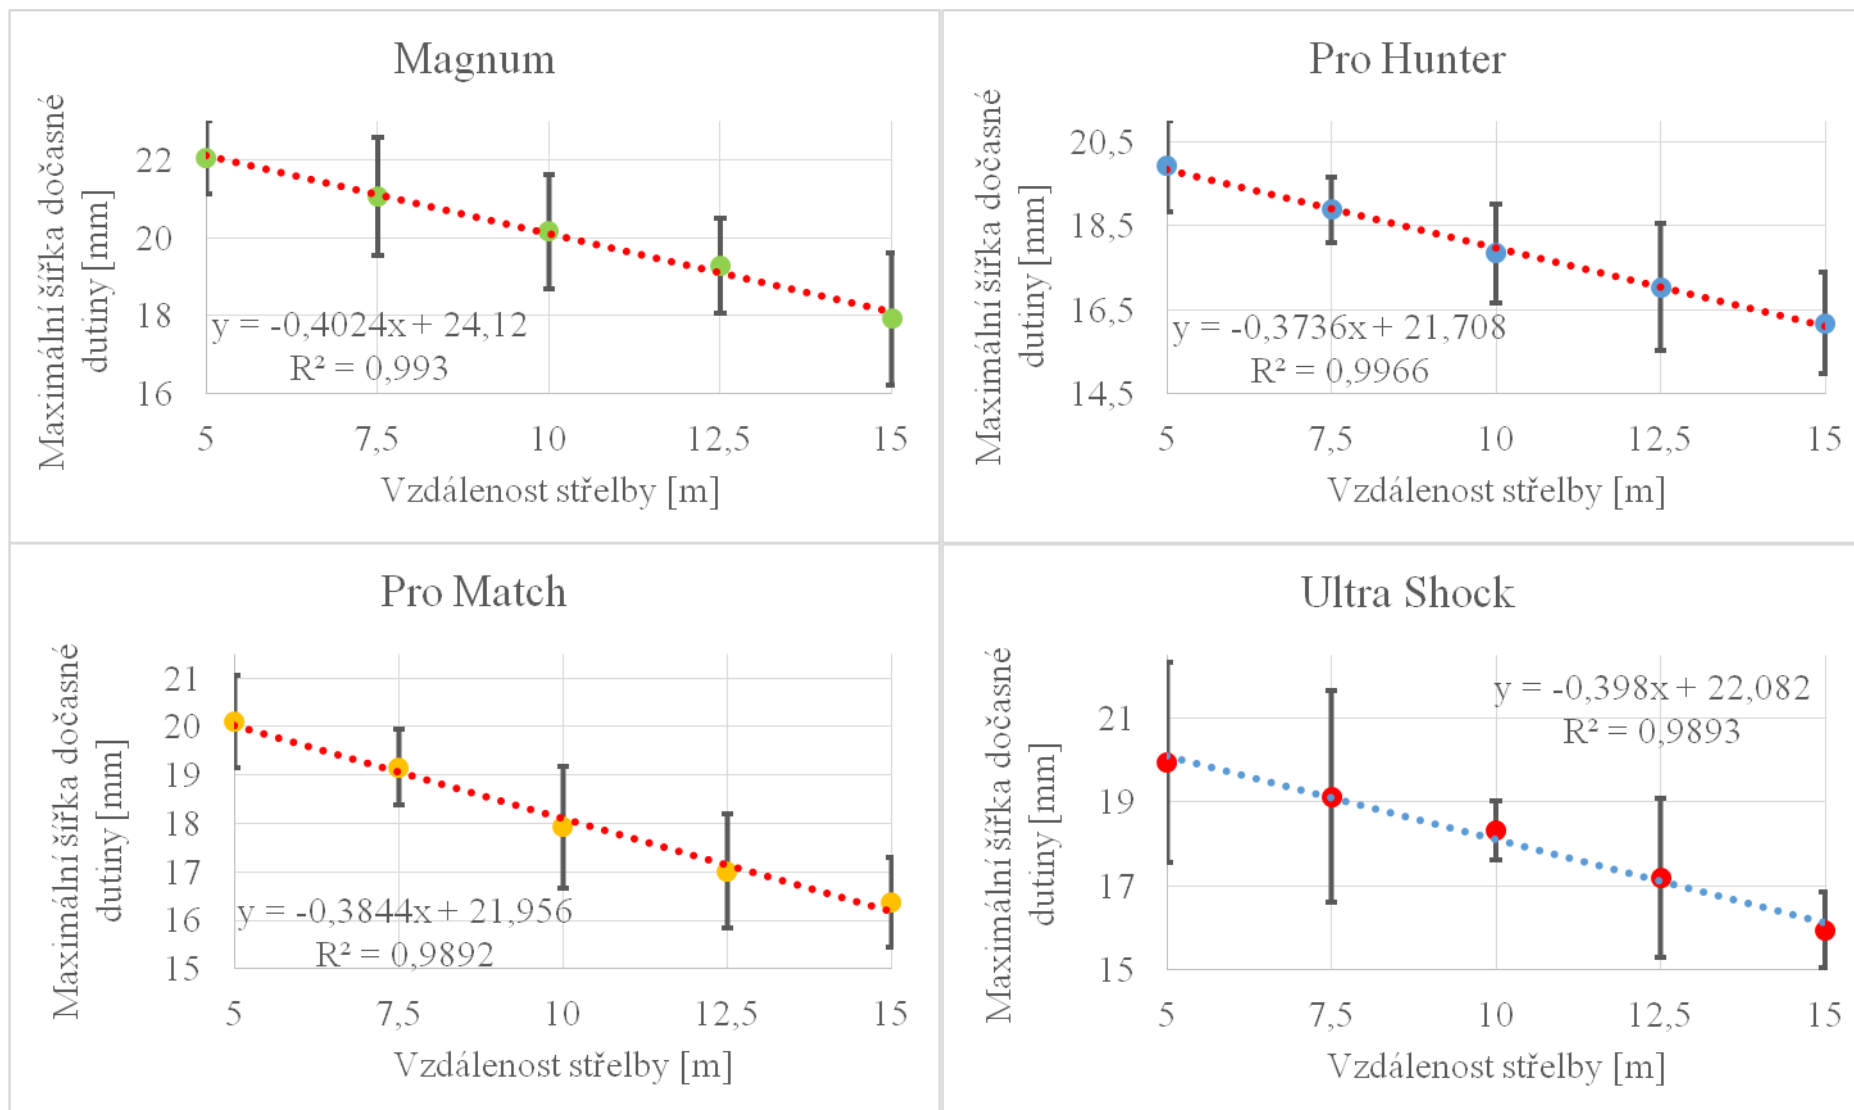 Magnum
Maximální šířka dočasné
dutiny [mm]
22
20
18
16
y = -0,4024x + 24,12
R² = 0,993
5 7,5 10 12,5 15
Vzdálenost střelby [m]
Pro Hunter
Maximální šířka dočasné
dutiny [mm]
20,5
18,5
16,5
14,5
y = -0,3736x + 21,708
R² = 0,9966
5 7,5 10 12,5 15
Vzdálenost střelby [m]
Pro Match
Maximální šířka dočasné
dutiny [mm]
21
20
19
18
17
16
15
y = -0,3844x + 21,956
R² = 0,9892
5 7,5 10 12,5 15
Vzdálenost střelby [m]
Ultra Shock
Maximální šířka dočasné
dutiny [mm]
y = -0,398x + 22,082
R² = 0,9893
21
19
17
15
5 7,5 10 12,5 15
Vzdálenost střelby [m]